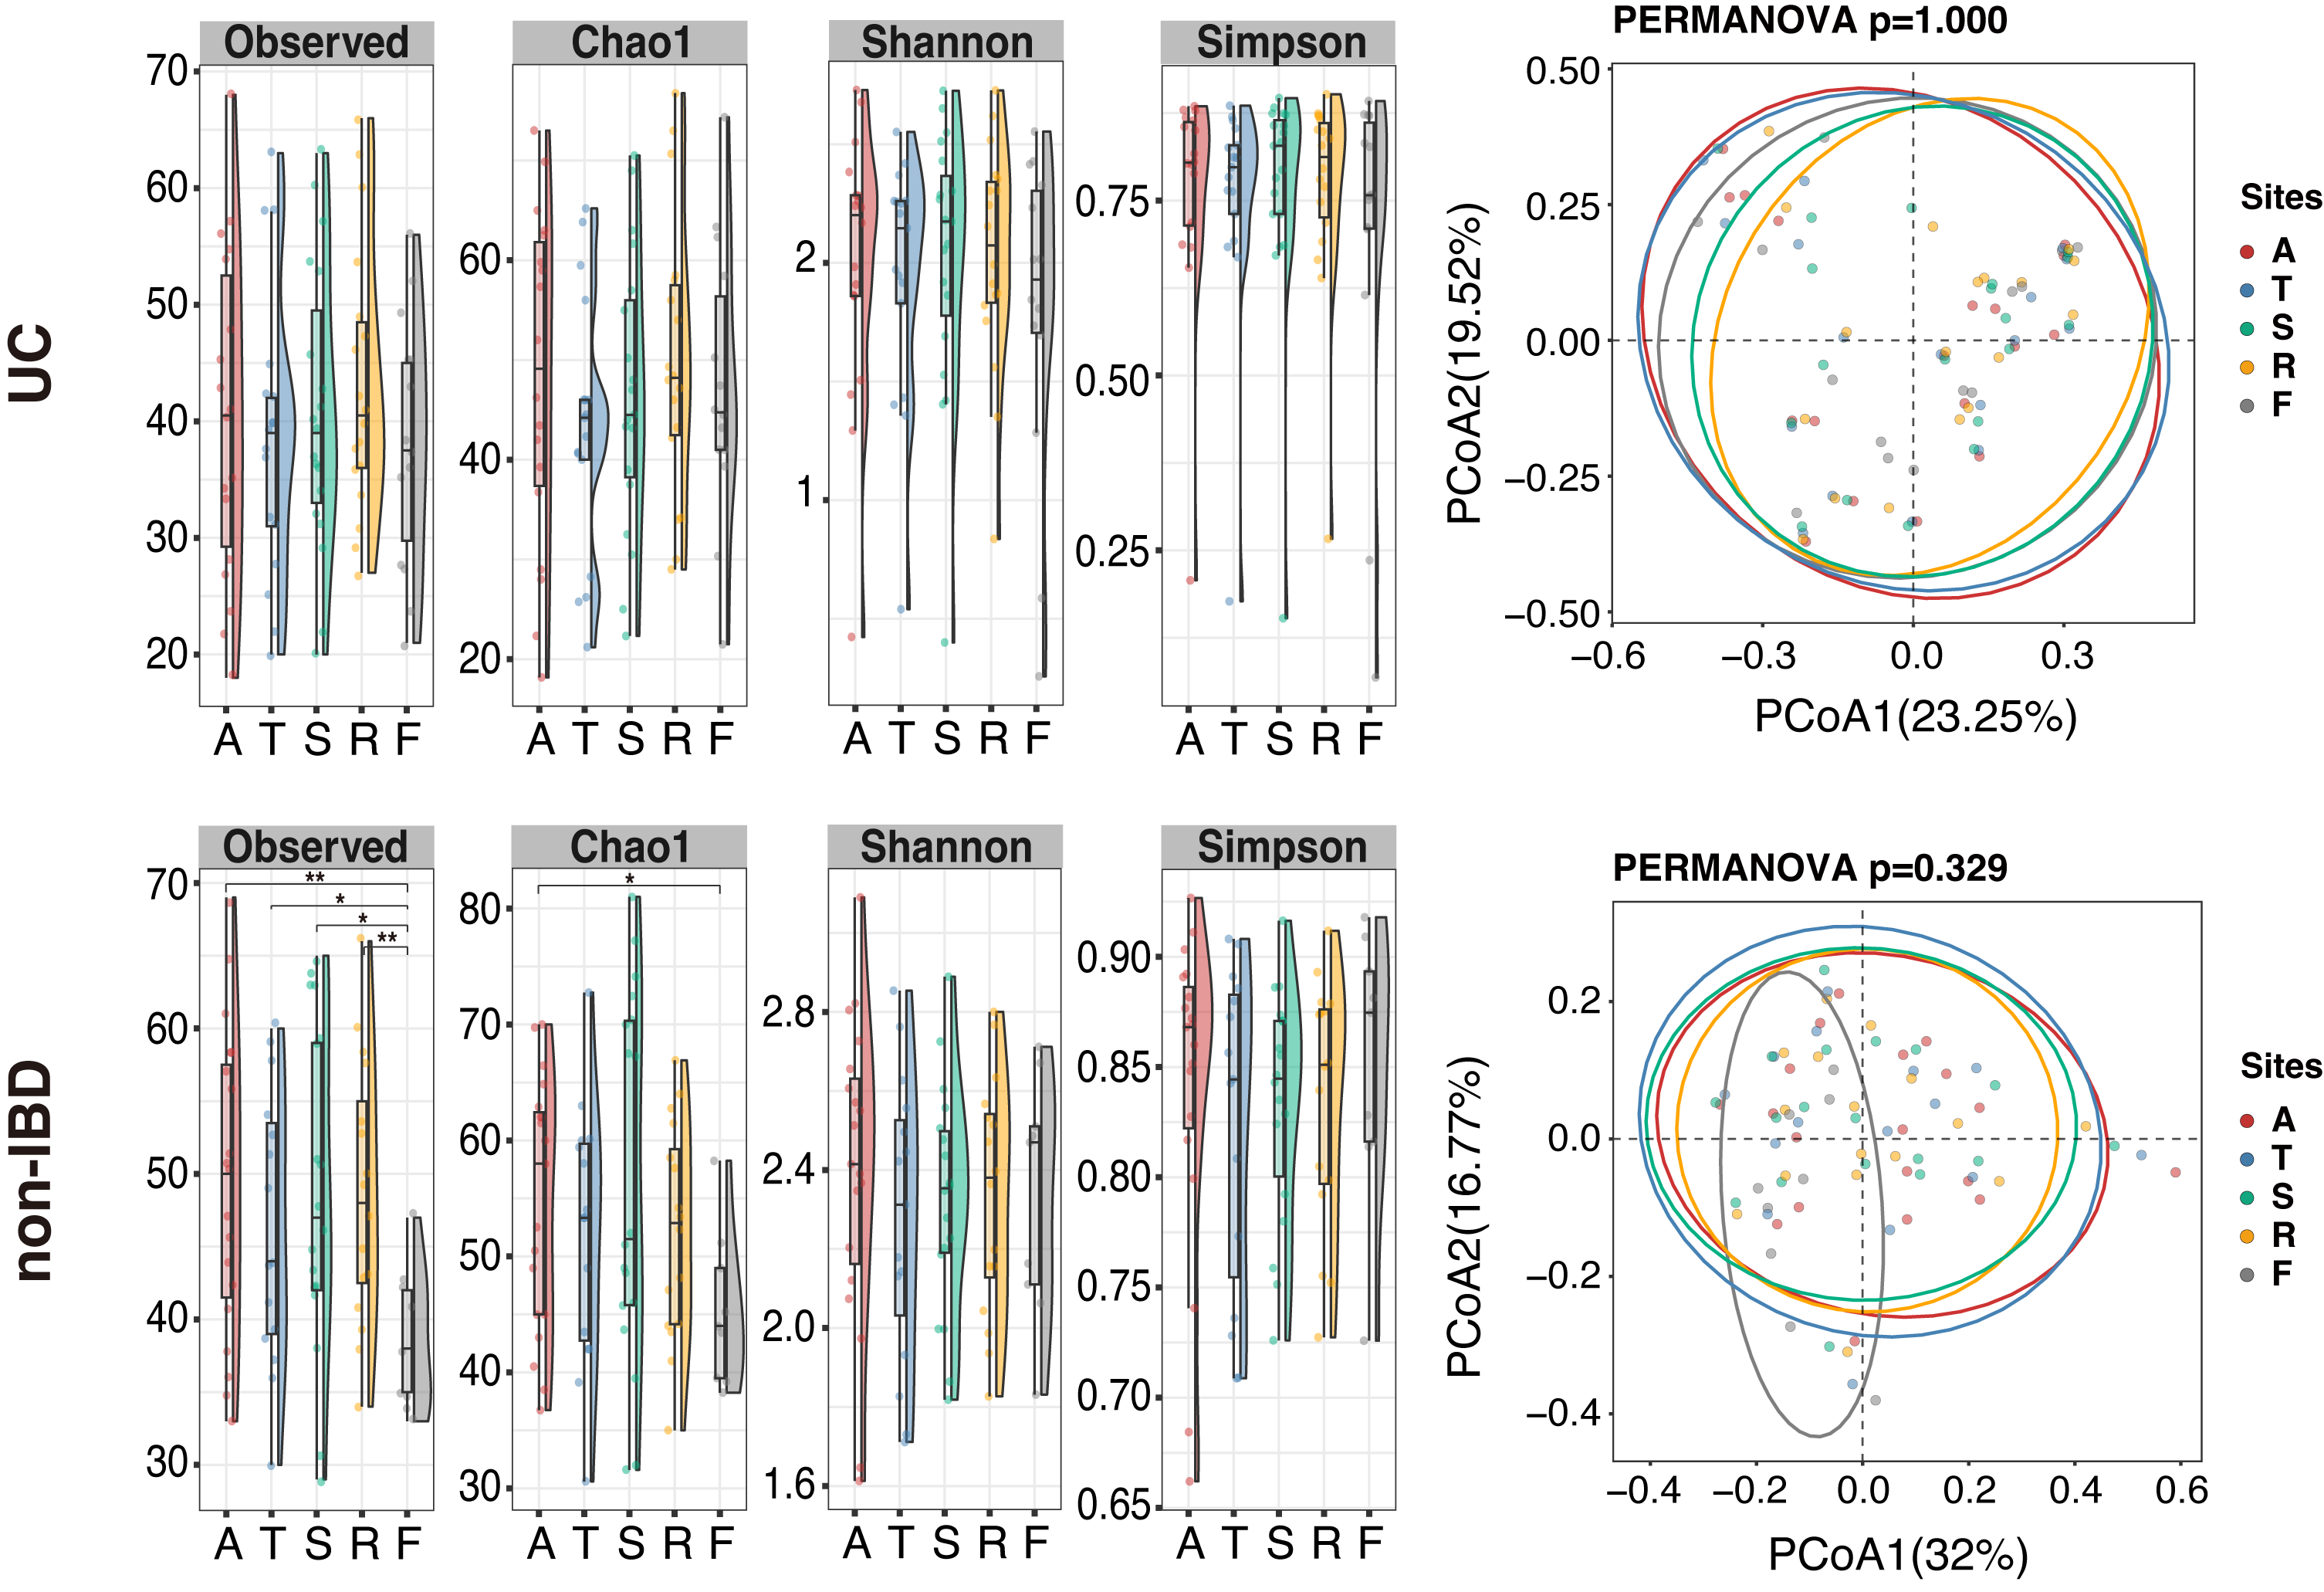 UC
Observed
70
60
50
40
30
20
A T S R F
Chao1
60
40
20
A T S R F
Shannon
2
1
A T S R F
Simpson
0.75
0.50
0.25
A T S R F
PERMANOVA p=1.000
PCoA2(19.52%)
0.50
0.25
0.00
−0.25
−0.50
−0.6 −0.3 0.0 0.3
PCoA1(23.25%)
Sites
A
T
S
R
F
non-IBD
Observed
70
60
50
40
30
**
*
*
**
A T S R F
Chao1
80
70
60
50
40
30
*
A T S R F
Shannon
2.8
2.4
2.0
1.6
A T S R F
Simpson
0.90
0.85
0.80
0.75
0.70
0.65
A T S R F
PERMANOVA p=0.329
PCoA2(16.77%)
0.2
0.0
−0.2
−0.4
−0.4 −0.2 0.0 0.2 0.4 0.6
PCoA1(32%)
Sites
A
T
S
R
F